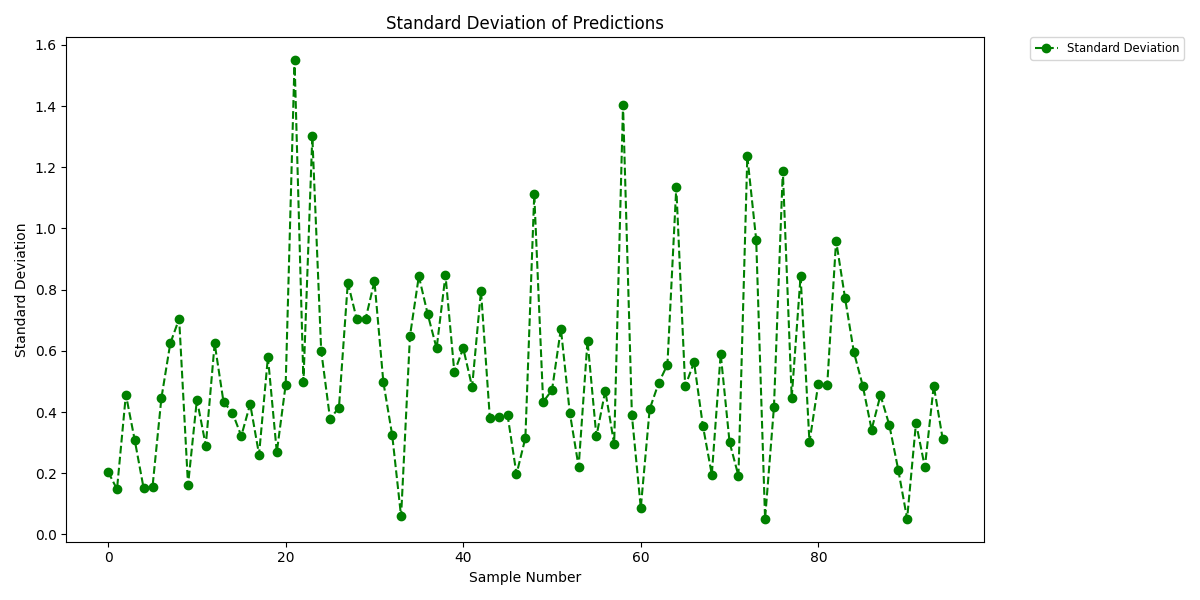 Standard Deviation of Predictions
Standard Deviation
1.6
1.4
1.2
1.0
0.8
0.6
0.4
0.2
0.0
Standard Deviation
0 20 40 60 80
Sample Number